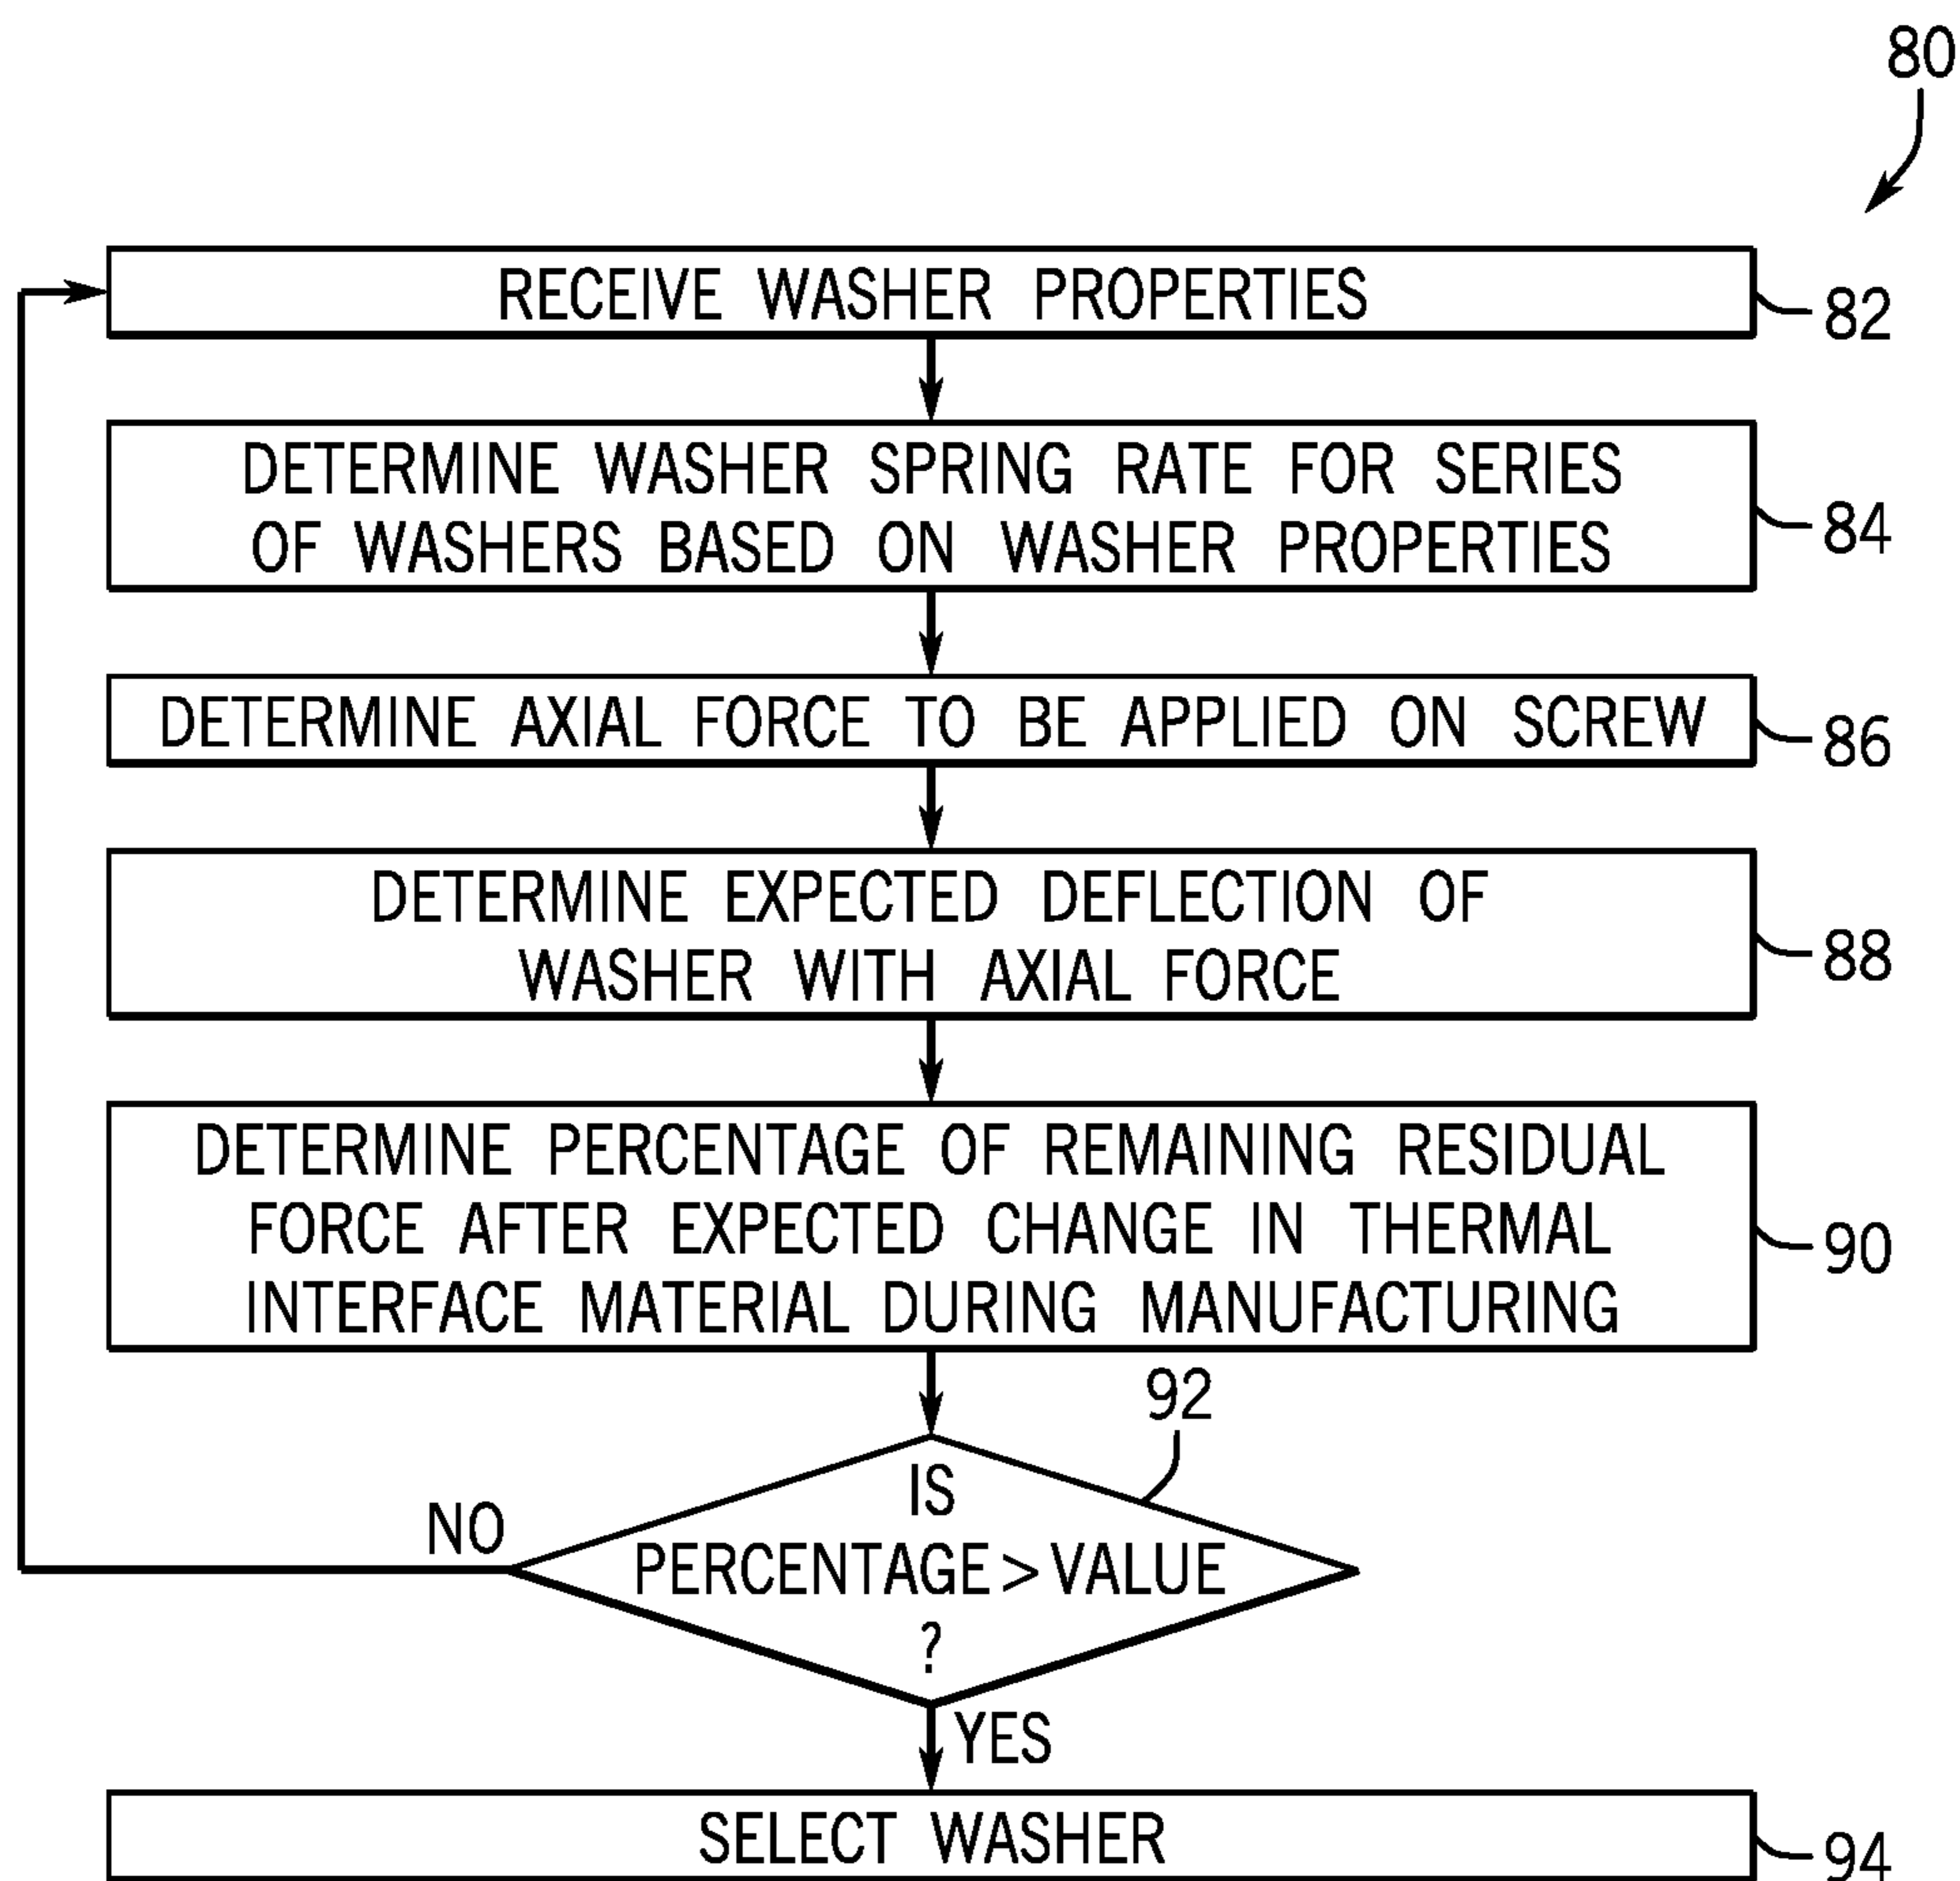 80
RECEIVE WASHER PROPERTIES
82
DETERMINE WASHER SPRING RATE FOR SERIES
OF WASHERS BASED ON WASHER PROPERTIES
84
DETERMINE AXIAL FORCE TO BE APPLIED ON SCREW
86
DETERMINE EXPECTED DEFLECTION OF
WASHER WITH AXIAL FORCE
88
DETERMINE PERCENTAGE OF REMAINING RESIDUAL
FORCE AFTER EXPECTED CHANGE IN THERMAL
INTERFACE MATERIAL DURING MANUFACTURING
90
92
IS
PERCENTAGE > VALUE
?
NO
YES
SELECT WASHER
94